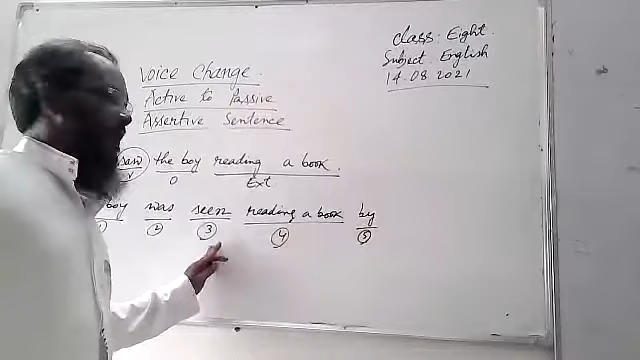 class: Eight.
Subject: English
14.08.2021
Voice Change.
Active to Passive
Assertive Sentence
saw the boy reading a book.
V O Ext
boy was seen reading a book by
1 2 3 4 5